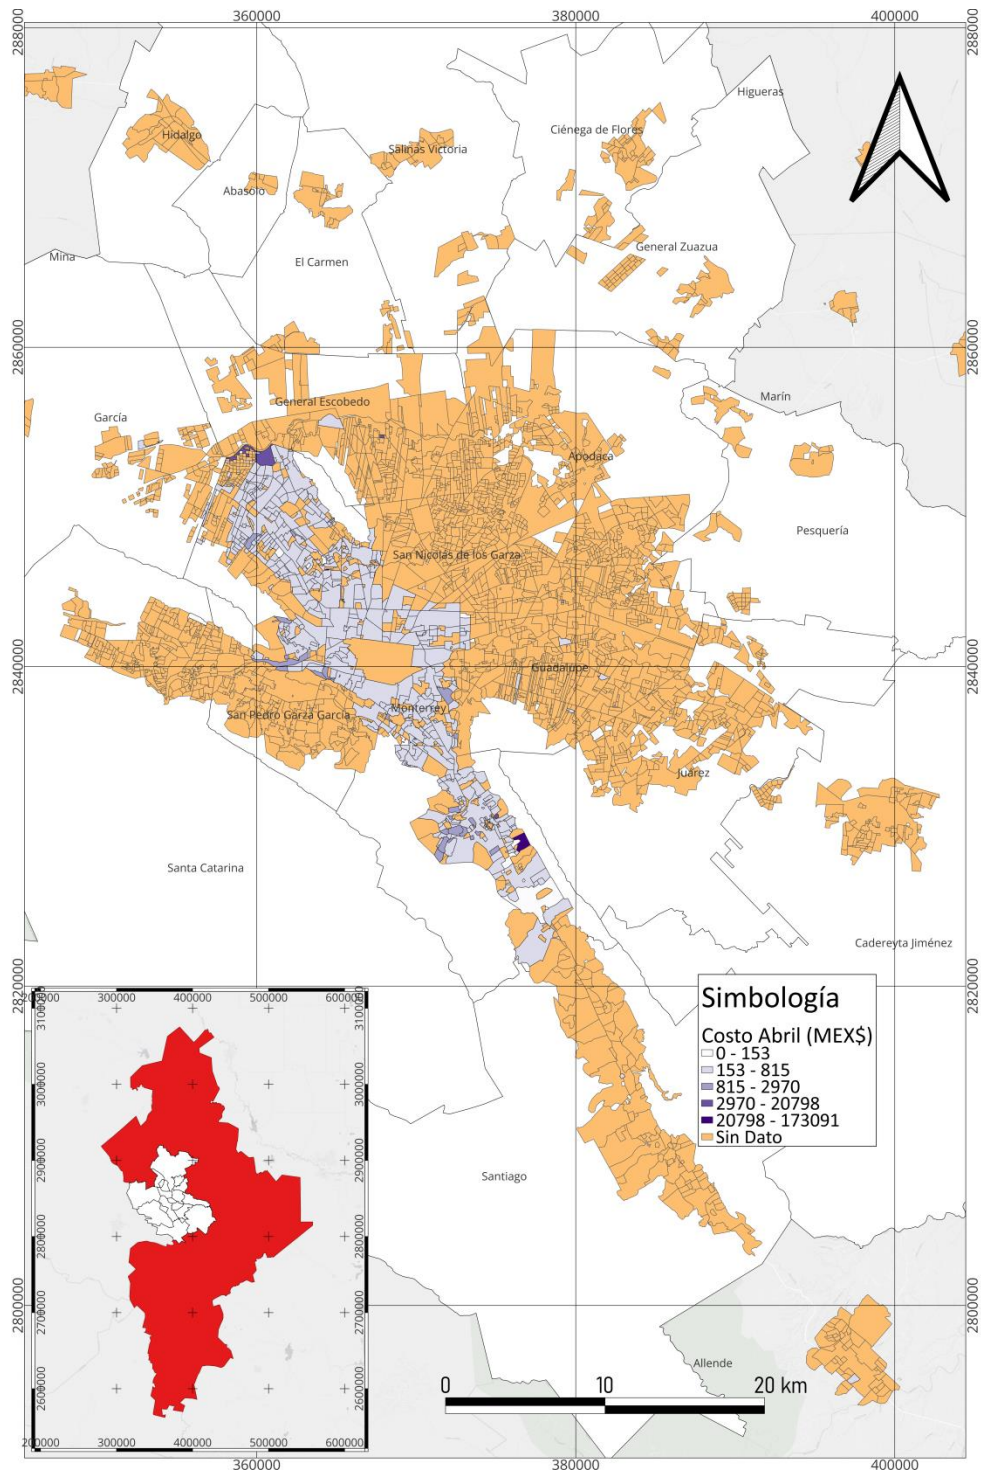 360000 380000 400000
2880000 2880000
Higueras
Ciénega de Flores
Hidalgo
Salinas Victoria
Abasolo
General Zuazua
Mina
El Carmen
2860000 2860000
Marín
General Escobedo
García
Apodaca
Pesquería
San Nicolás de los Garza
2840000 2840000
Guadalupe
Monterrey
San Pedro Garza García
Juárez
Santa Catarina
Cadereyta Jiménez
2820000 2820000
Simbología
Costo Abril (MEX$)
0 - 153
153 - 815
815 - 2970
2970 - 20798
20798 - 173091
Sin Dato
Santiago
200000 300000 400000 500000 600000
3100000 3100000
3000000 3000000
2900000 2900000
2800000 2800000
2700000 2700000
2600000 2600000
200000 300000 400000 500000 600000
2800000 2800000
Allende
0 10 20 km
360000 380000 400000